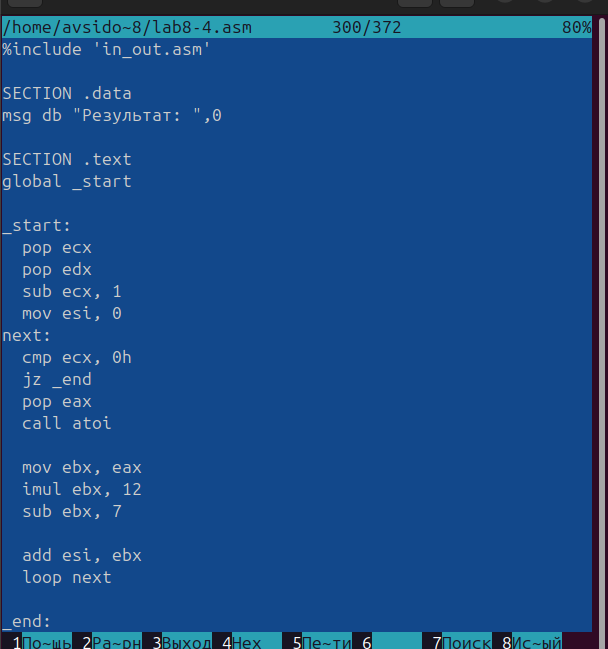 /home/avsido~8/lab8-4.asm 300/372 80%
%include 'in_out.asm'
SECTION .data
msg db "Результат: ",0
SECTION .text
global _start
_start:
pop ecx
pop edx
sub ecx, 1
mov esi, 0
next:
cmp ecx, 0h
jz _end
pop eax
call atoi
mov ebx, eax
imul ebx, 12
sub ebx, 7
add esi, ebx
loop next
_end:
1По~щь 2Ра~рн 3Выход 4Hex 5Пе~ти 6 7Поиск 8Ис~ый